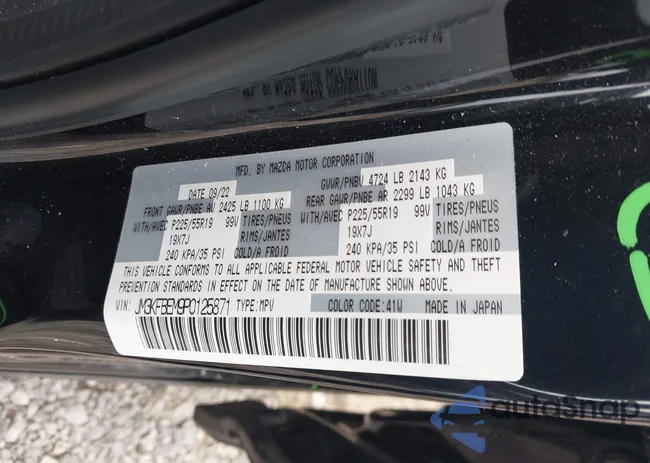 MFD. BY MAZDA MOTOR CORPORATION
DATE 09/22 GVWR/PNBV 4724 LB 2143 KG
FRONT GAWR/PNBE AV 2425 LB 1100 KG REAR GAWR/PNBE AR 2299 LB 1043 KG
WITH/AVEC P225/55R19 99V TIRES/PNEUS WITH/AVEC P225/55R19 99V TIRES/PNEUS
19X7J RIMS/JANTES 19X7J RIMS/JANTES
240 KPA/35 PSI COLD/A FROID 240 KPA/35 PSI COLD/A FROID
THIS VEHICLE CONFORMS TO ALL APPLICABLE FEDERAL MOTOR VEHICLE SAFETY AND THEFT
PREVENTION STANDARDS IN EFFECT ON THE DATE OF MANUFACTURE SHOWN ABOVE.
VIN: JM3KFBEM9P0125871 TYPE:MPV COLOR CODE:41W MADE IN JAPAN
autoSnap